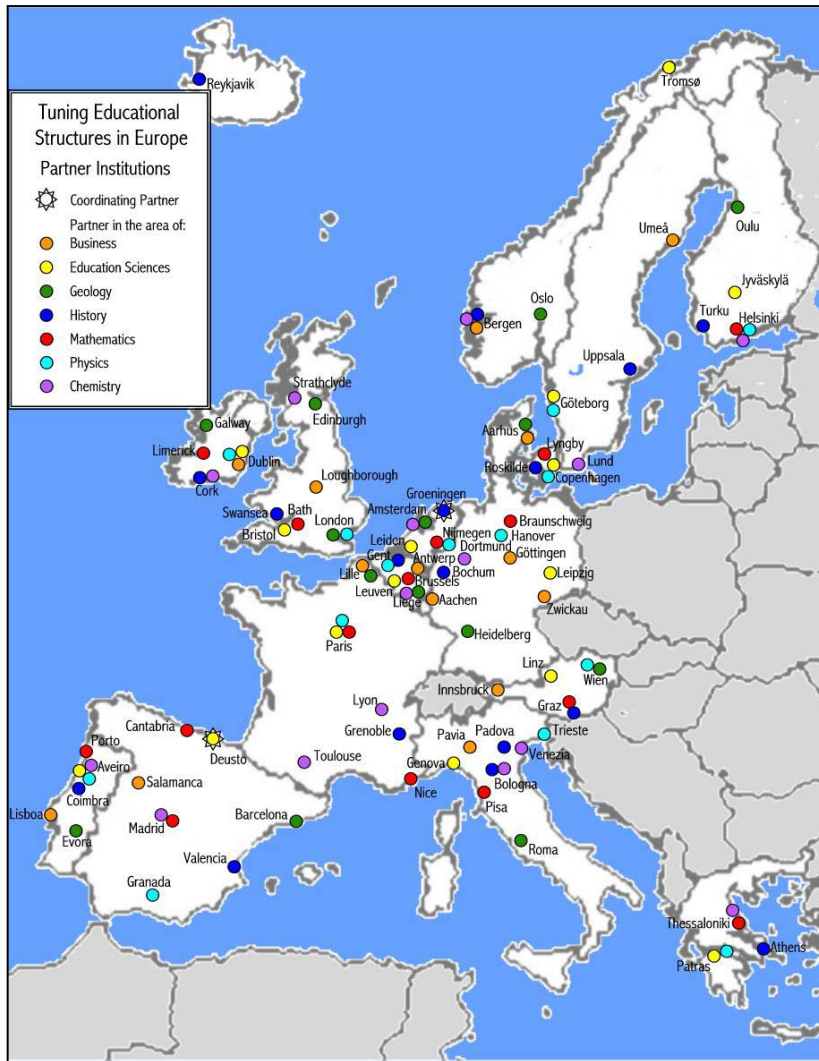 Reykjavik
Tromsø
Tuning Educational
Structures in Europe
Partner Institutions
Coordinating Partner
Partner in the area of:
Business
Education Sciences
Geology
History
Mathematics
Physics
Chemistry
Umeå
Oulu
Jyväskylä
Oslo
Turku
Helsinki
Bergen
Uppsala
Strathclyde
Göteborg
Edinburgh
Galway
Aarhus
Limerick
Lyngby
Dublin
Roskilde
Lund
Loughborough
Copenhagen
Cork
Groeningen
Amsterdam
Swansea
Bath
Braunschweig
London
Nijmegen
Hanover
Bristol
Leiden
Dortmund
Gent
Antwerp
Göttingen
Lille
Bochum
Leipzig
Brussels
Leuven
Liege
Aachen
Zwickau
Heidelberg
Paris
Linz
Wien
Innsbruck
Lyon
Graz
Cantabria
Grenoble
Pavia
Padova
Trieste
Porto
Deusto
Venezia
Toulouse
Genova
Aveiro
Salamanca
Bologna
Nice
Coimbra
Pisa
Lisboa
Madrid
Barcelona
Evora
Roma
Valencia
Granada
Thessaloniki
Athens
Patras